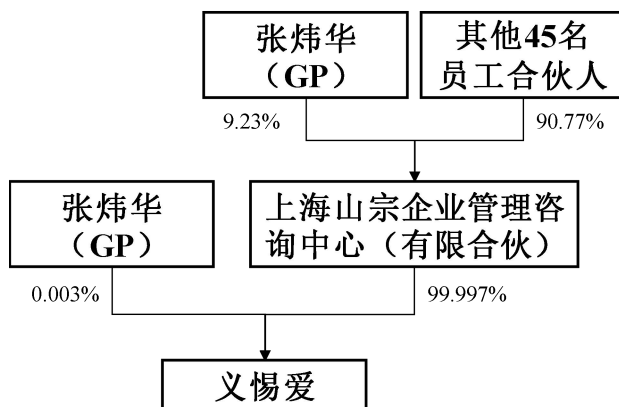 张炜华
（GP）
其他45名
员工合伙人
9.23%
90.77%
张炜华
（GP）
上海山宗企业管理咨
询中心（有限合伙）
0.003%
99.997%
义惕爱